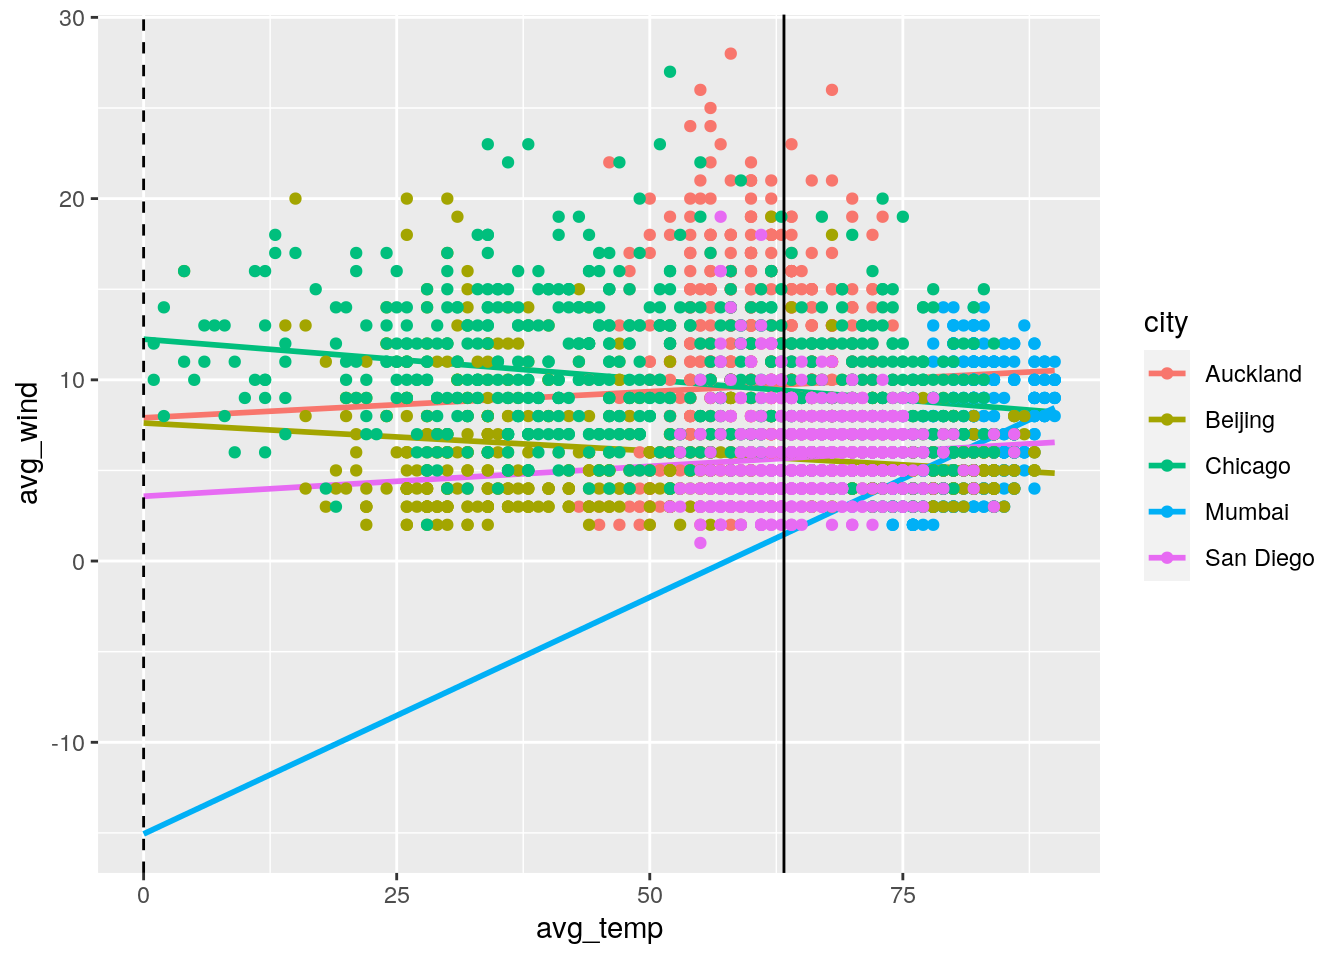 30
20
10
0
-10
avg_wind
0 25 50 75
avg_temp
city
Auckland
Beijing
Chicago
Mumbai
San Diego